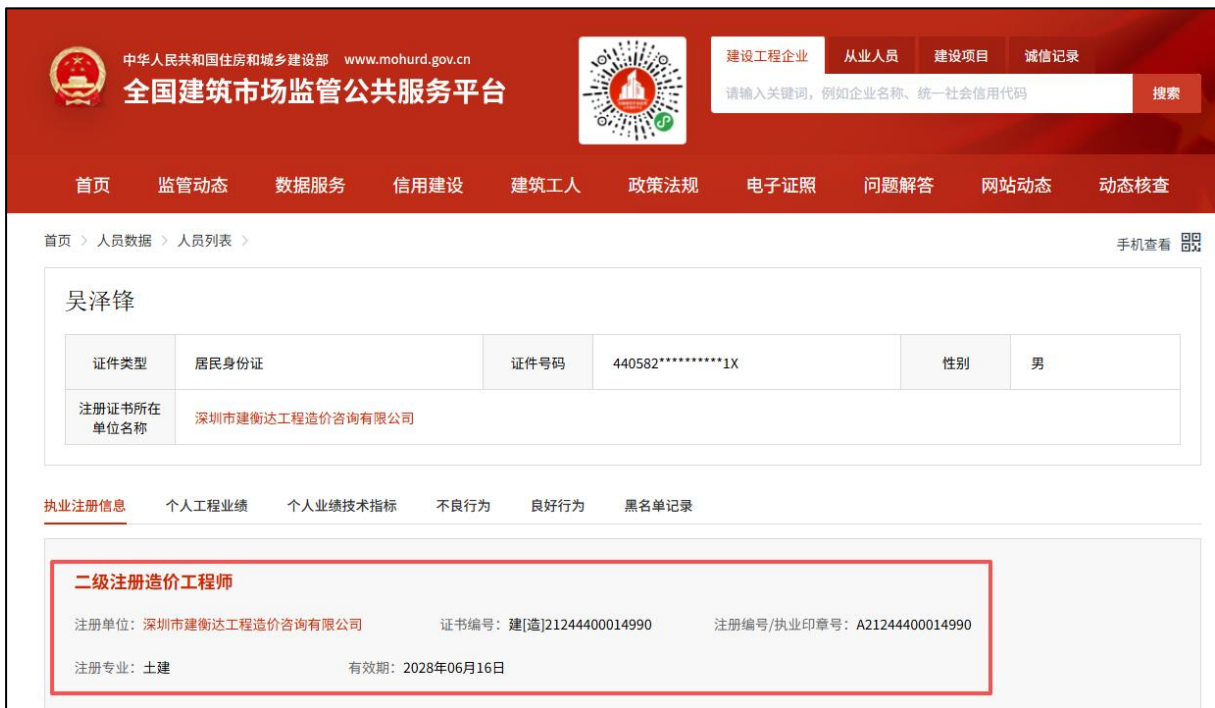 中华人民共和国住房和城乡建设部 www.mohurd.gov.cn
全国建筑市场监管公共服务平台
建设工程企业 从业人员 建设项目 诚信记录
请输入关键词，例如企业名称、统一社会信用代码 搜索
首页 监管动态 数据服务 信用建设 建筑工人 政策法规 电子证照 问题解答 网站动态 动态核查
首页 > 人员数据 > 人员列表 >
手机查看
吴泽锋
证件类型 居民身份证 证件号码 440582**********1X 性别 男
注册证书所在
单位名称
深圳市建衡达工程造价咨询有限公司
执业注册信息 个人工程业绩 个人业绩技术指标 不良行为 良好行为 黑名单记录
二级注册造价工程师
注册单位：深圳市建衡达工程造价咨询有限公司 证书编号：建[造]21244400014990 注册编号/执业印章号：A21244400014990
注册专业：土建 有效期：2028年06月16日